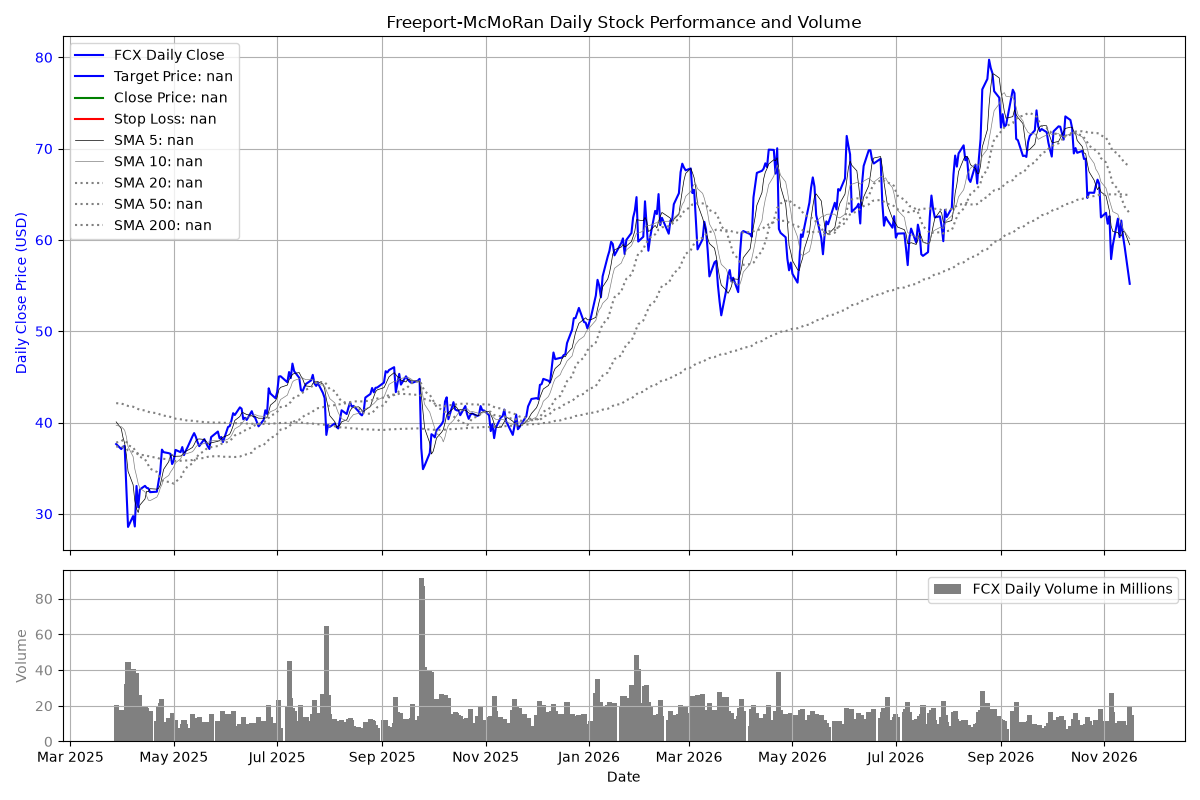 Freeport-McMoRan Daily Stock Performance and Volume
Daily Close Price (USD)
80
70
60
50
40
30
FCX Daily Close
Target Price: nan
Close Price: nan
Stop Loss: nan
SMA 5: nan
SMA 10: nan
SMA 20: nan
SMA 50: nan
SMA 200: nan
Volume
80
60
40
20
0
FCX Daily Volume in Millions
Mar 2025
May 2025
Jul 2025
Sep 2025
Nov 2025
Jan 2026
Mar 2026
May 2026
Jul 2026
Sep 2026
Nov 2026
Date